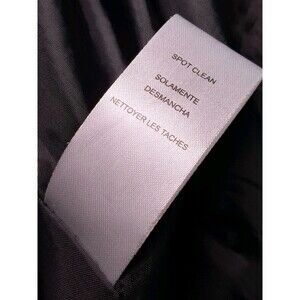 SPOT CLEAN
SOLAMENTE
DESMANCHA
NETTOYER LES TACHES